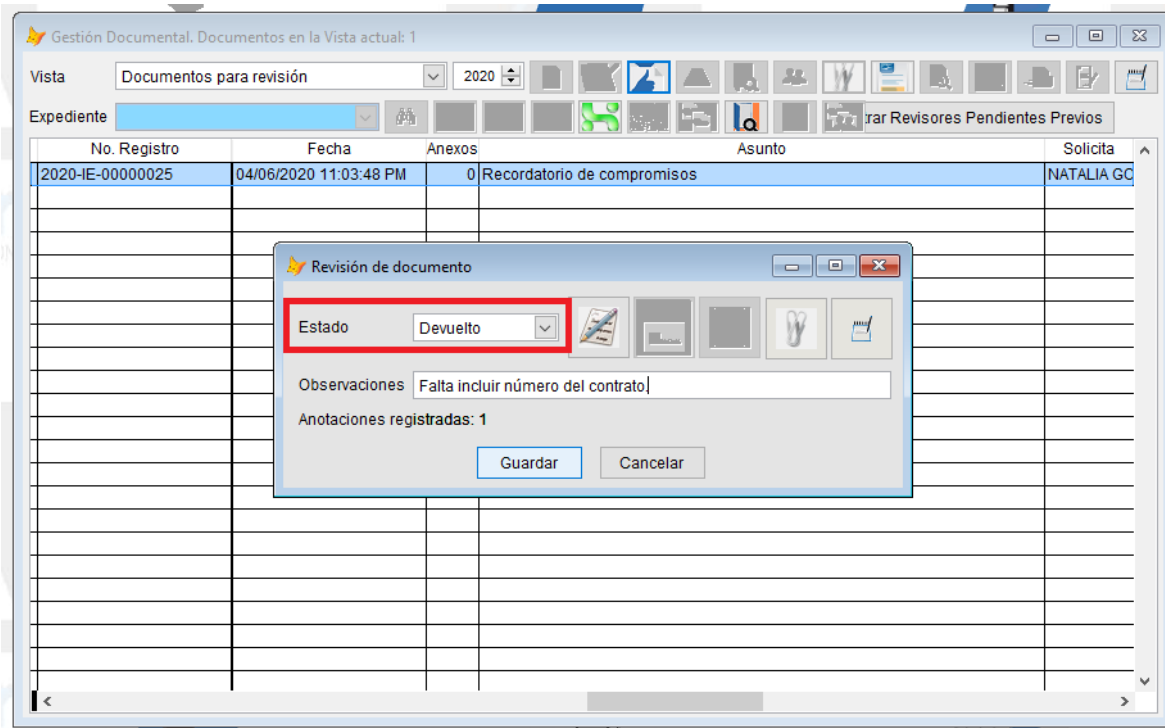 Gestión Documental. Documentos en la Vista actual: 1
Vista Documentos para revisión 2020
Expediente rar Revisores Pendientes Previos
No. Registro Fecha Anexos Asunto Solicita
2020-IE-00000025 04/06/2020 11:03:48 PM 0 Recordatorio de compromisos NATALIA GO
Revisión de documento
Estado Devuelto
Observaciones Falta incluir número del contrato.
Anotaciones registradas: 1
Guardar Cancelar